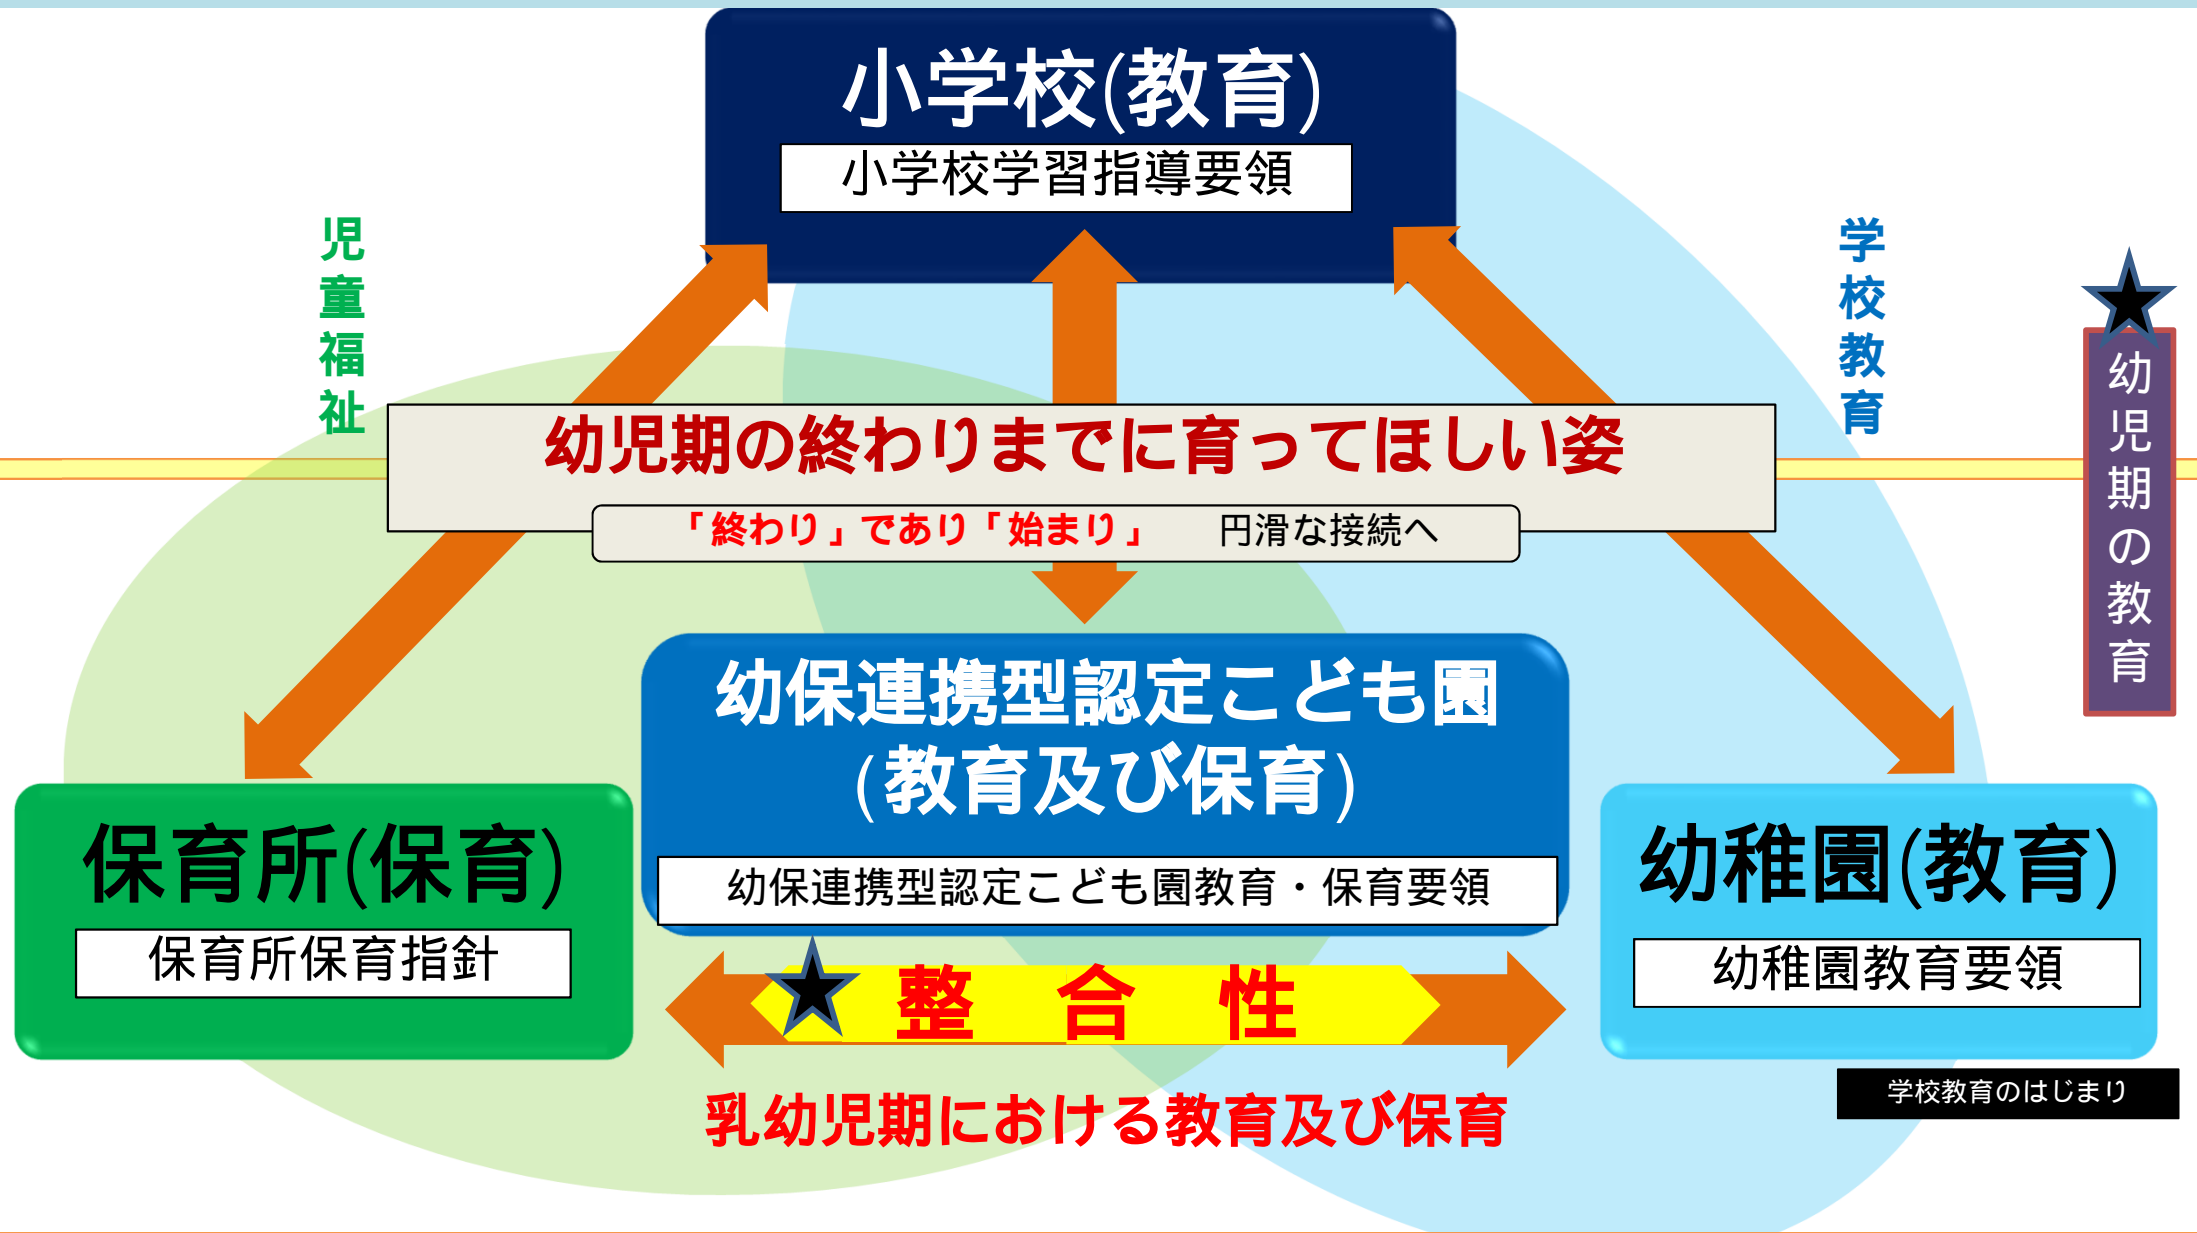 小学校(教育)
小学校学習指導要領
児童福祉
学校教育
幼児期の教育
幼児期の終わりまでに育ってほしい姿
「終わり」であり「始まり」　円滑な接続へ
幼保連携型認定こども園
(教育及び保育)
幼保連携型認定こども園教育・保育要領
保育所(保育)
保育所保育指針
幼稚園(教育)
幼稚園教育要領
整　合　性
学校教育のはじまり
乳幼児期における教育及び保育